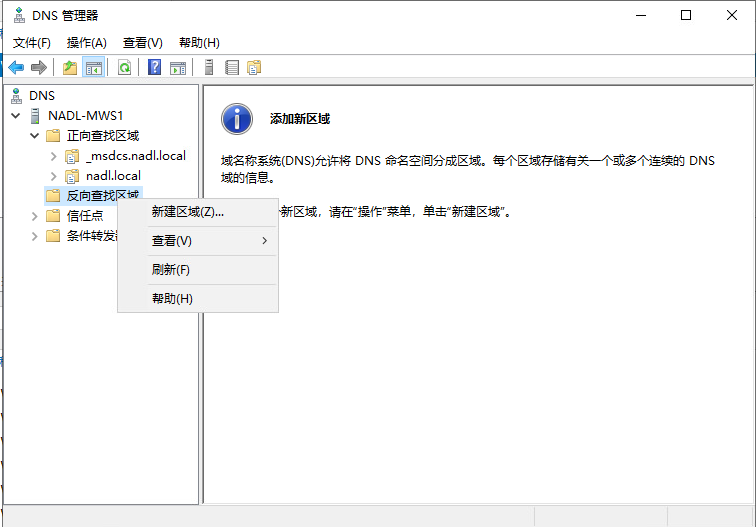 DNS 管理器
文件(F) 操作(A) 查看(V) 帮助(H)
DNS
NADL-MWS1
正向查找区域
_msdcs.nadl.local
nadl.local
反向查找区域
信任点
条件转发器
新建区域(Z)...
查看(V)
刷新(F)
帮助(H)
添加新区域
域名称系统(DNS)允许将 DNS 命名空间分成区域。每个区域存储有关一个或多个连续的 DNS
域的信息。
个新区域，请在“操作”菜单，单击“新建区域”。